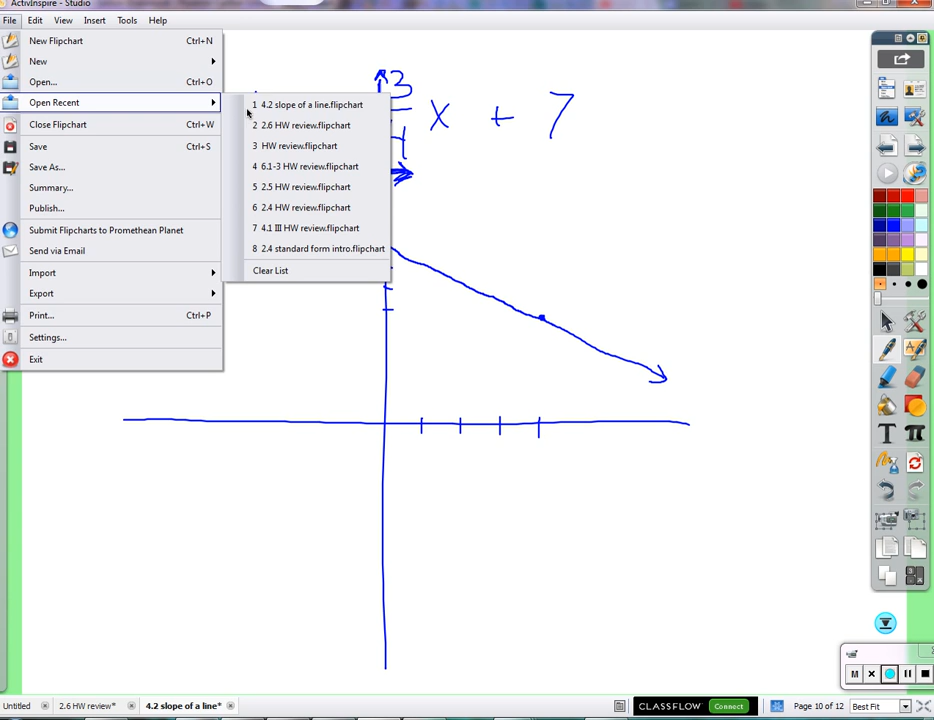 ActivInspire - Studio
File Edit View Insert Tools Help
New Flipchart Ctrl+N
New
Open... Ctrl+O
Open Recent
Close Flipchart Ctrl+W
Save Ctrl+S
Save As...
Summary...
Publish...
Submit Flipcharts to Promethean Planet
Send via Email
Import
Export
Print... Ctrl+P
Settings...
Exit
1 4.2 slope of a line.flipchart
2 2.6 HW review.flipchart
3 HW review.flipchart
4 6.1-3 HW review.flipchart
5 2.5 HW review.flipchart
6 2.4 HW review.flipchart
7 4.1 III HW review.flipchart
8 2.4 standard form intro.flipchart
Clear List
3
4
x + 7
T π
M
Untitled 2.6 HW review* 4.2 slope of a line*
CLASSFLOW Connect
Page 10 of 12 Best Fit